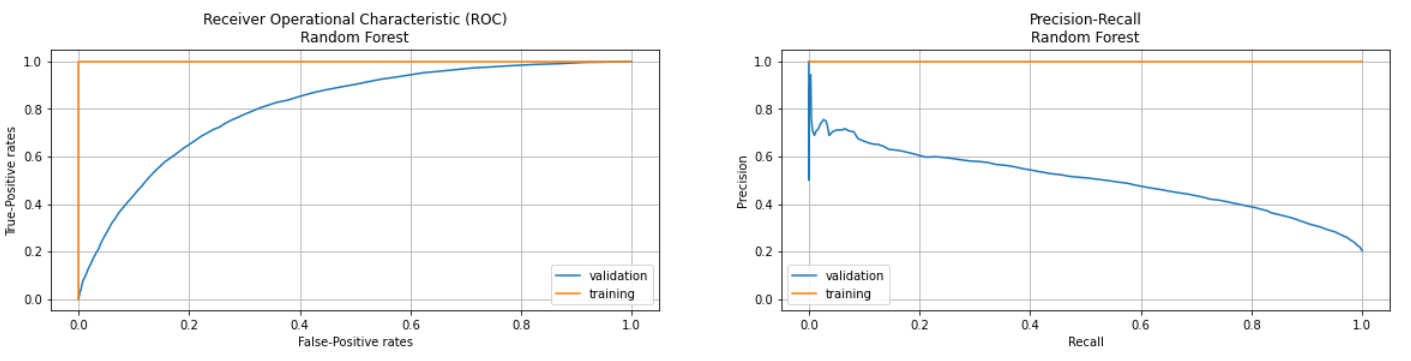 Receiver Operational Characteristic (ROC)
Random Forest
True-Positive rates
1.0
0.8
0.6
0.4
0.2
0.0
validation
training
0.0 0.2 0.4 0.6 0.8 1.0
False-Positive rates
Precision-Recall
Random Forest
Precision
1.0
0.8
0.6
0.4
0.2
0.0
validation
training
0.0 0.2 0.4 0.6 0.8 1.0
Recall